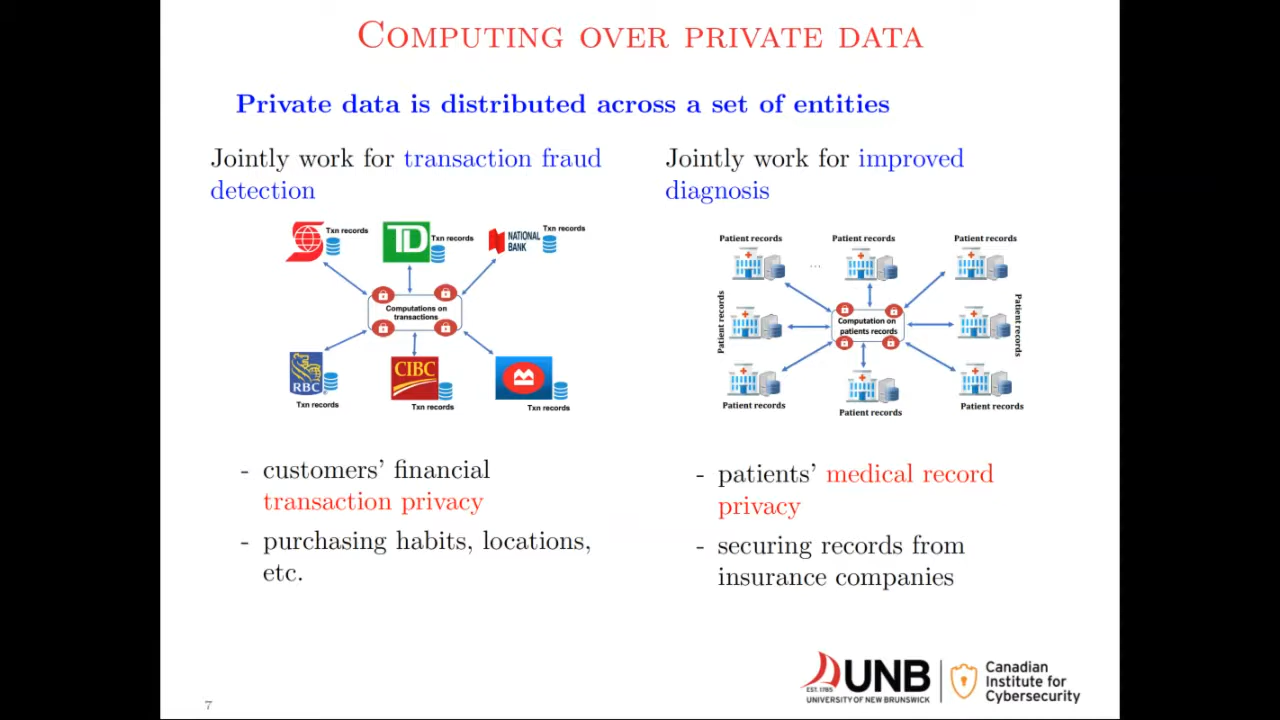 COMPUTING OVER PRIVATE DATA
Private data is distributed across a set of entities
Jointly work for transaction fraud
detection
Txn records
TD
Txn records
NATIONAL
BANK
Txn records
Computations on
transactions
RBC
Txn records
CIBC
Txn records
Txn records
- customers' financial
transaction privacy
- purchasing habits, locations,
etc.
Jointly work for improved
diagnosis
Patient records
...
Patient records
Patient records
Patient records
Computation on
patients records
Patient records
Patient records
Patient records
Patient records
- patients' medical record
privacy
- securing records from
insurance companies
7
EST. 1785
UNB
UNIVERSITY OF NEW BRUNSWICK
Canadian
Institute for
Cybersecurity